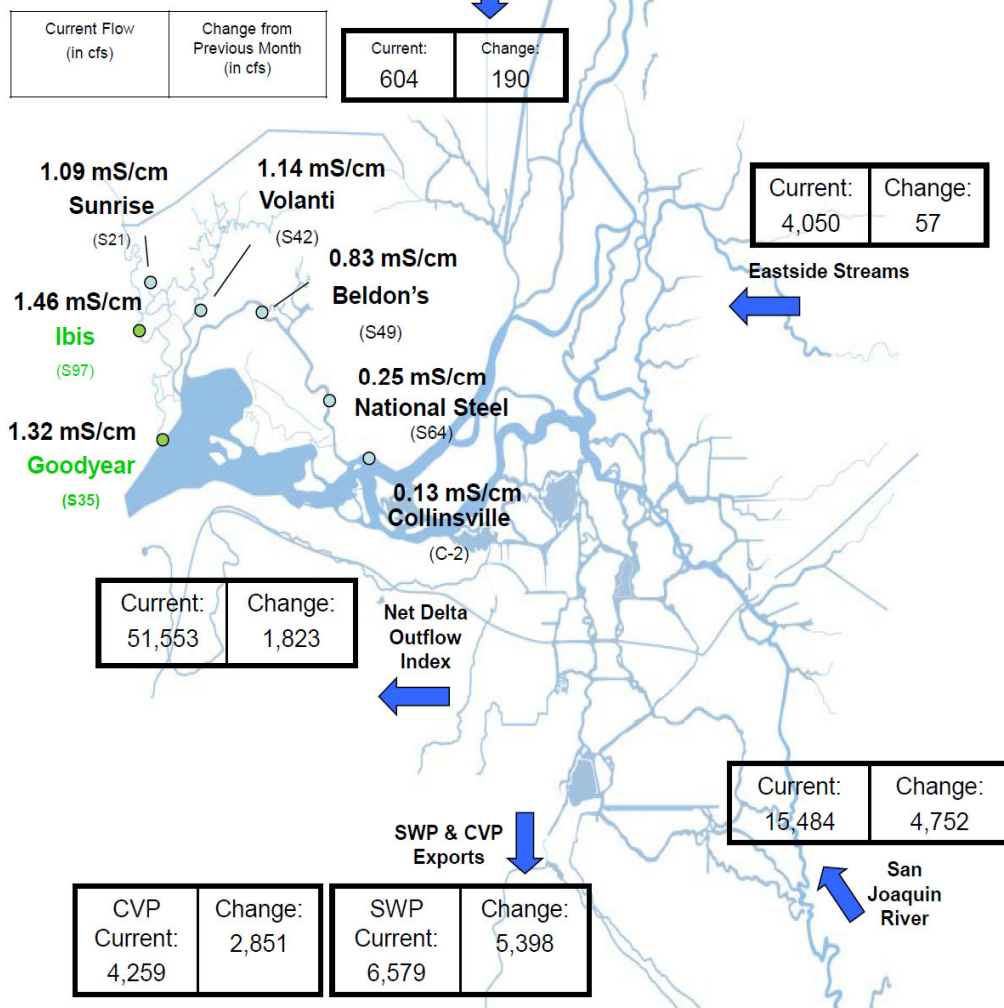 Current Flow
(in cfs)
Change from
Previous Month
(in cfs)
Current:
604
Change:
190
1.09 mS/cm
Sunrise
(S21)
1.14 mS/cm
Volanti
(S42)
Current:
4,050
Change:
57
Eastside Streams
0.83 mS/cm
Beldon's
(S49)
1.46 mS/cm
Ibis
(S97)
0.25 mS/cm
National Steel
(S64)
1.32 mS/cm
Goodyear
(S35)
0.13 mS/cm
Collinsville
(C-2)
Current:
51,553
Change:
1,823
Net Delta
Outflow
Index
Current:
15,484
Change:
4,752
SWP & CVP
Exports
San
Joaquin
River
CVP
Current:
4,259
Change:
2,851
SWP
Current:
6,579
Change:
5,398